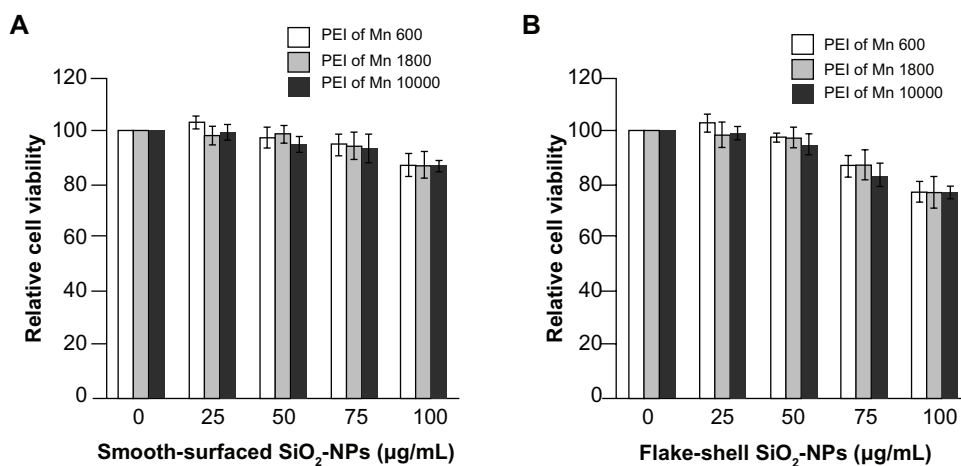 A
PEI of Mn 600
PEI of Mn 1800
PEI of Mn 10000
120
100
80
60
40
20
0
Relative cell viability
0 25 50 75 100
Smooth-surfaced SiO₂-NPs (µg/mL)
B
PEI of Mn 600
PEI of Mn 1800
PEI of Mn 10000
120
100
80
60
40
20
0
Relative cell viability
0 25 50 75 100
Flake-shell SiO₂-NPs (µg/mL)